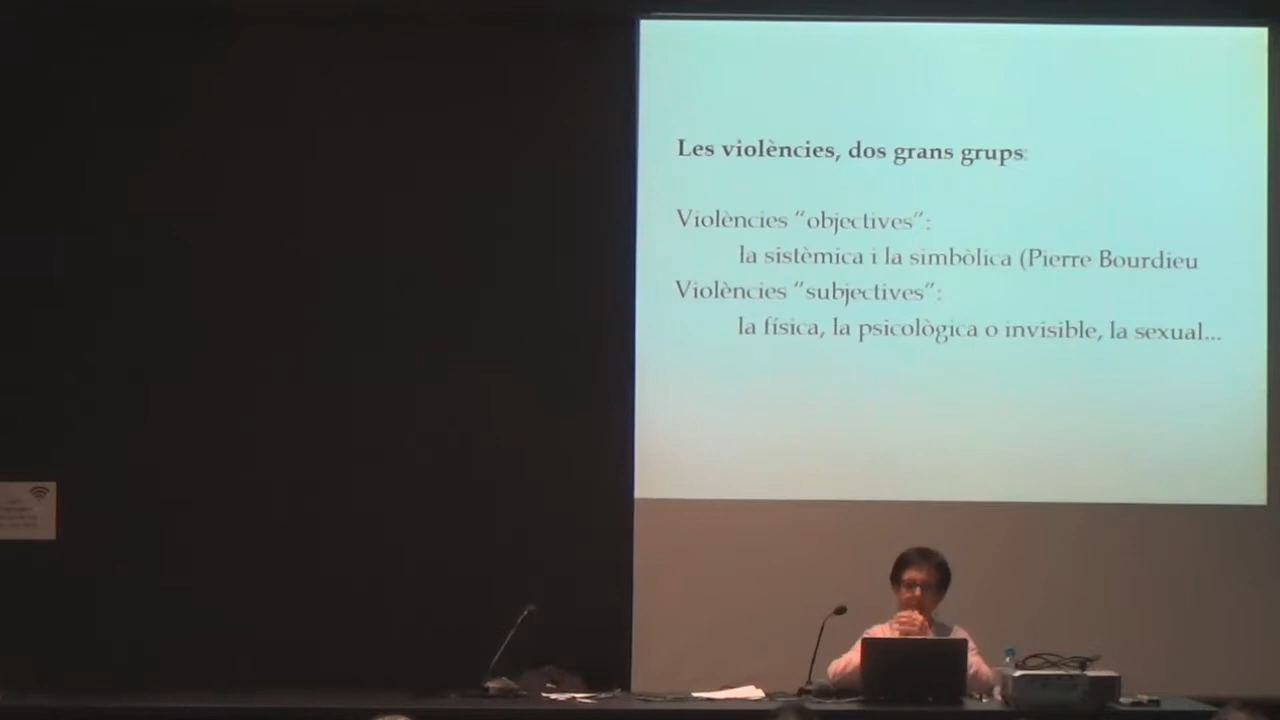 Les violències, dos grans grups:
Violències “objectives”:
la sistèmica i la simbòlica (Pierre Bourdieu
Violències “subjectives”:
la física, la psicològica o invisible, la sexual...